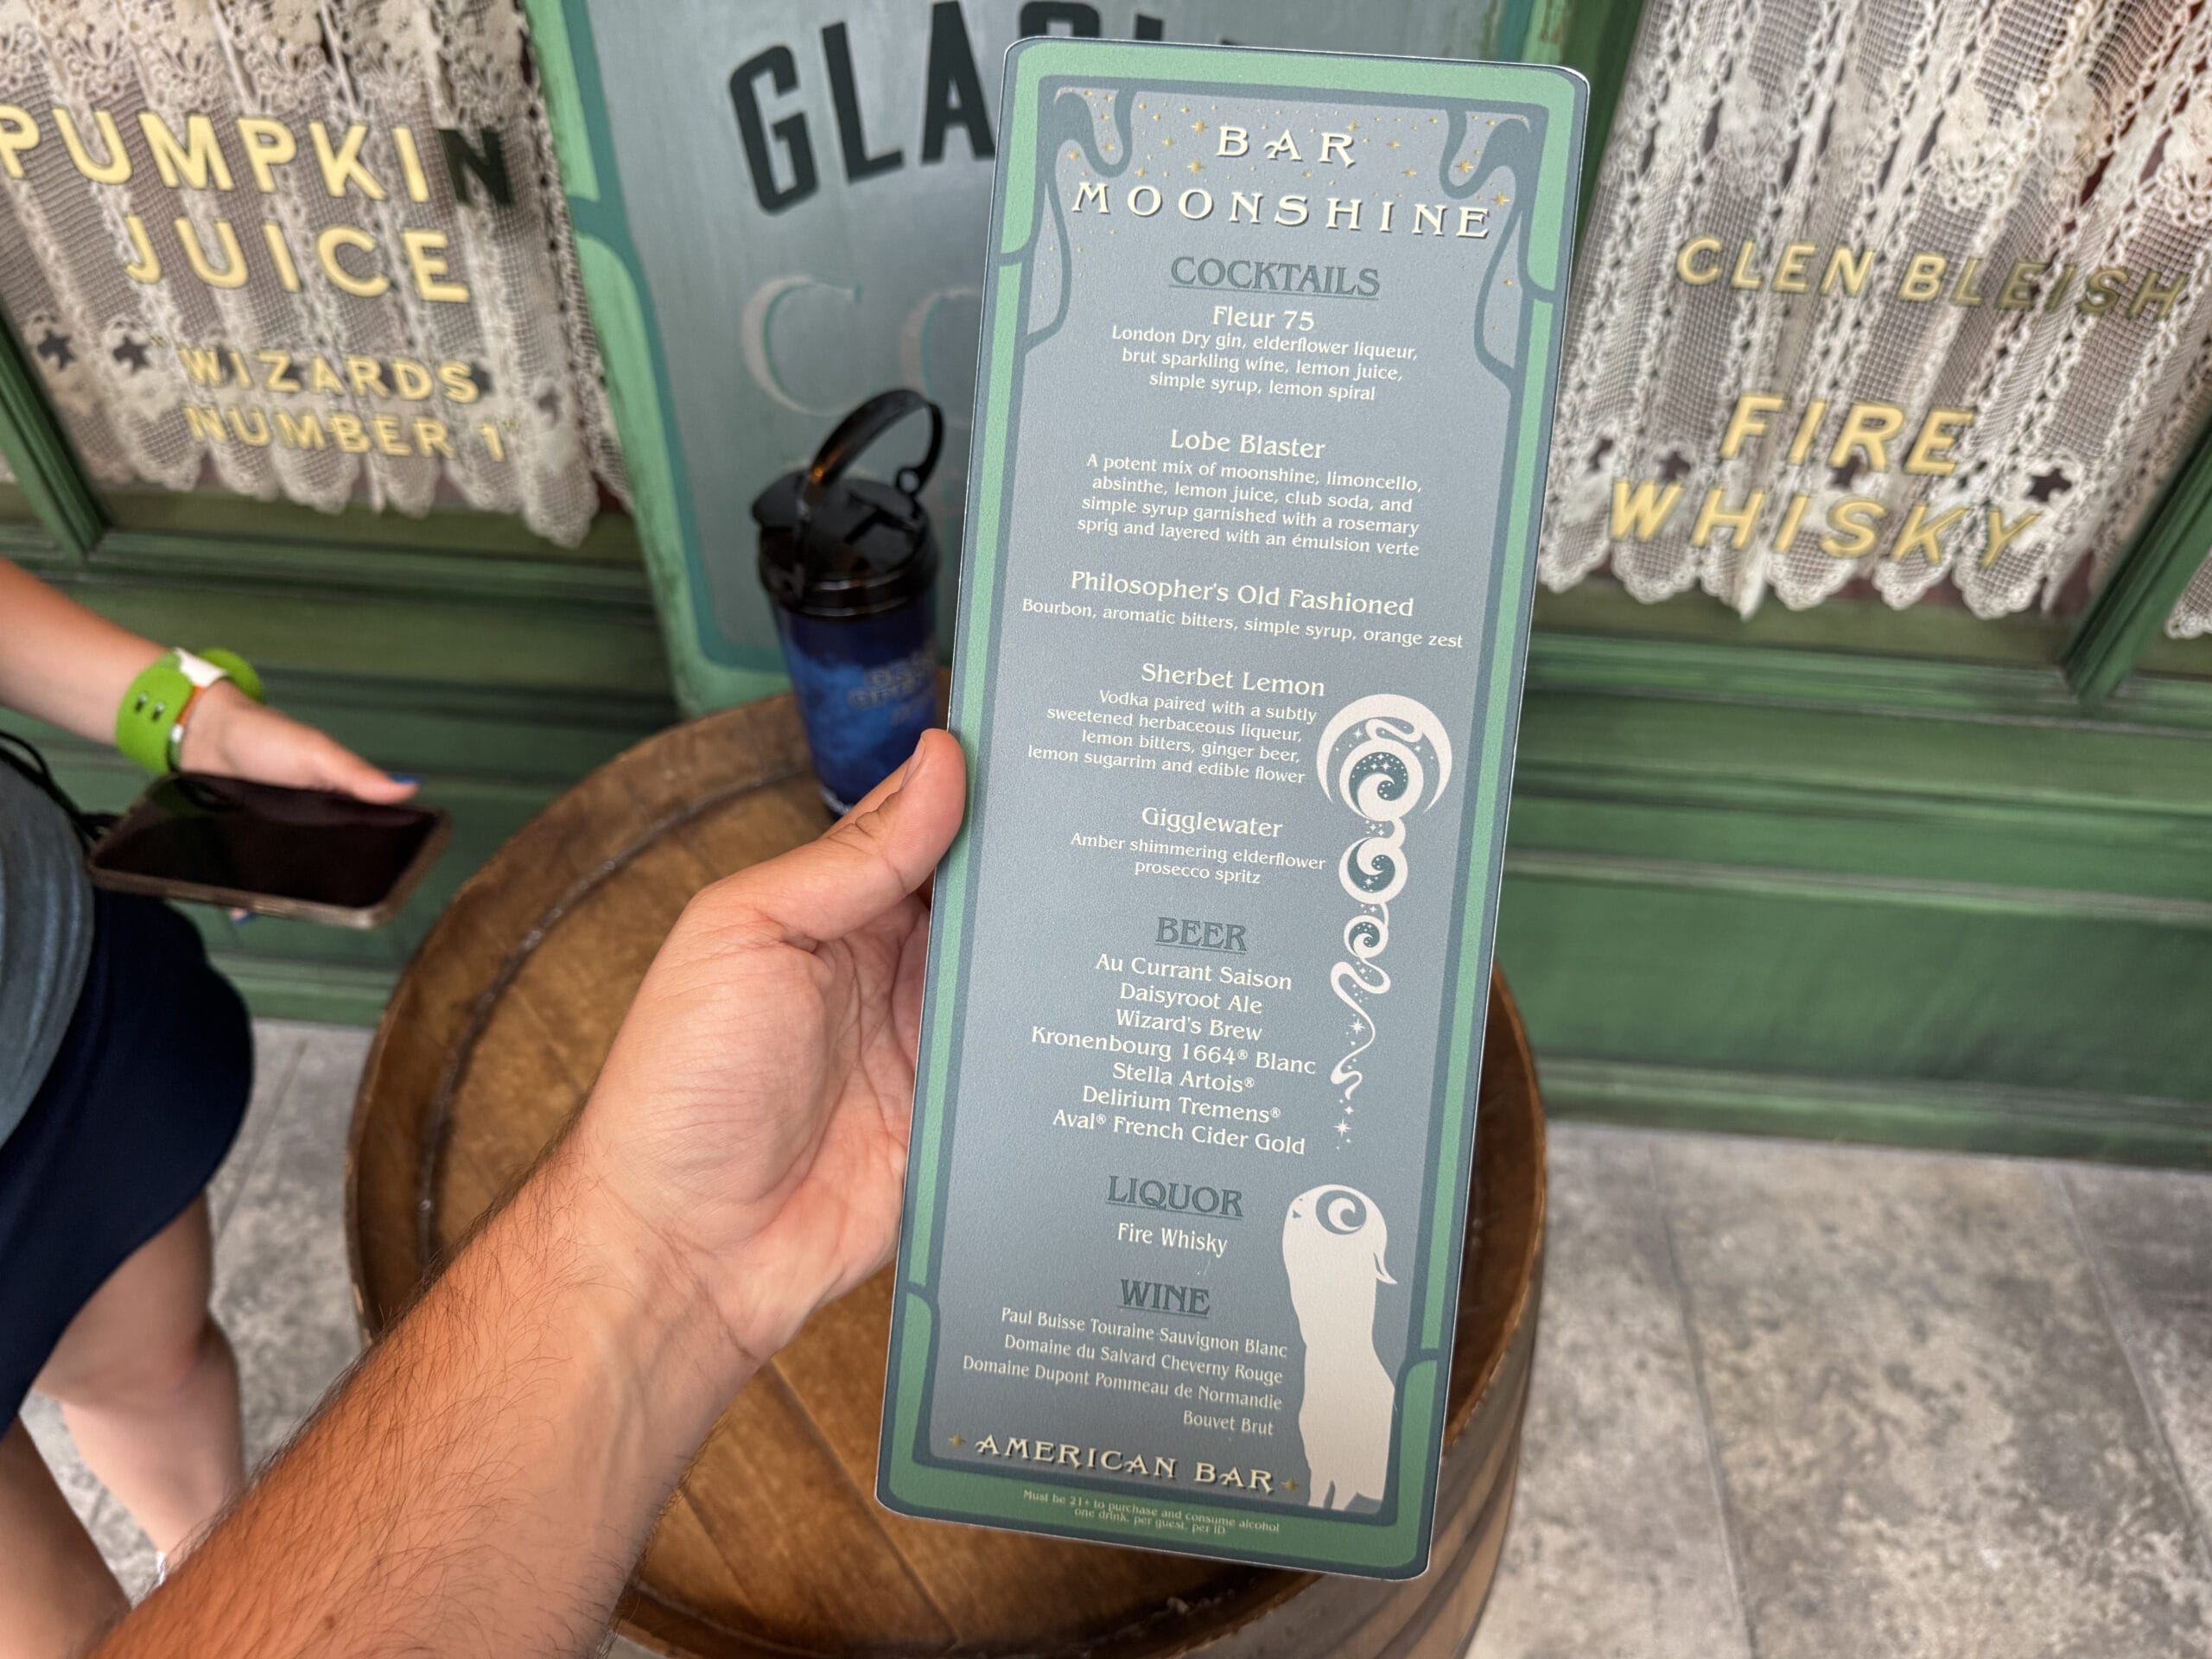 PUMPKIN
JUICE
"WIZARDS
NUMBER 1"
BAR
MOONSHINE
COCKTAILS
Fleur 75
London Dry gin, elderflower liqueur,
brut sparkling wine, lemon juice,
simple syrup, lemon spiral
Lobe Blaster
A potent mix of moonshine, limoncello,
absinthe, lemon juice, club soda, and
simple syrup garnished with a rosemary
sprig and layered with an émulsion verte
Philosopher's Old Fashioned
Bourbon, aromatic bitters, simple syrup, orange zest
Sherbet Lemon
Vodka paired with a subtly
sweetened herbaceous liqueur,
lemon bitters, ginger beer,
lemon sugarrim and edible flower
Gigglewater
Amber shimmering elderflower
prosecco spritz
BEER
Au Currant Saison
Daisyroot Ale
Wizard's Brew
Kronenbourg 1664® Blanc
Stella Artois®
Delirium Tremens®
Aval® French Cider Gold
LIQUOR
Fire Whisky
WINE
Paul Buisse Touraine Sauvignon Blanc
Domaine du Salvard Cheverny Rouge
Domaine Dupont Pommeau de Normandie
Bouvet Brut
AMERICAN BAR
Must be 21+ to purchase and consume alcohol
one drink, per guest, per ID
GLEN BLEISH
FIRE
WHISKY